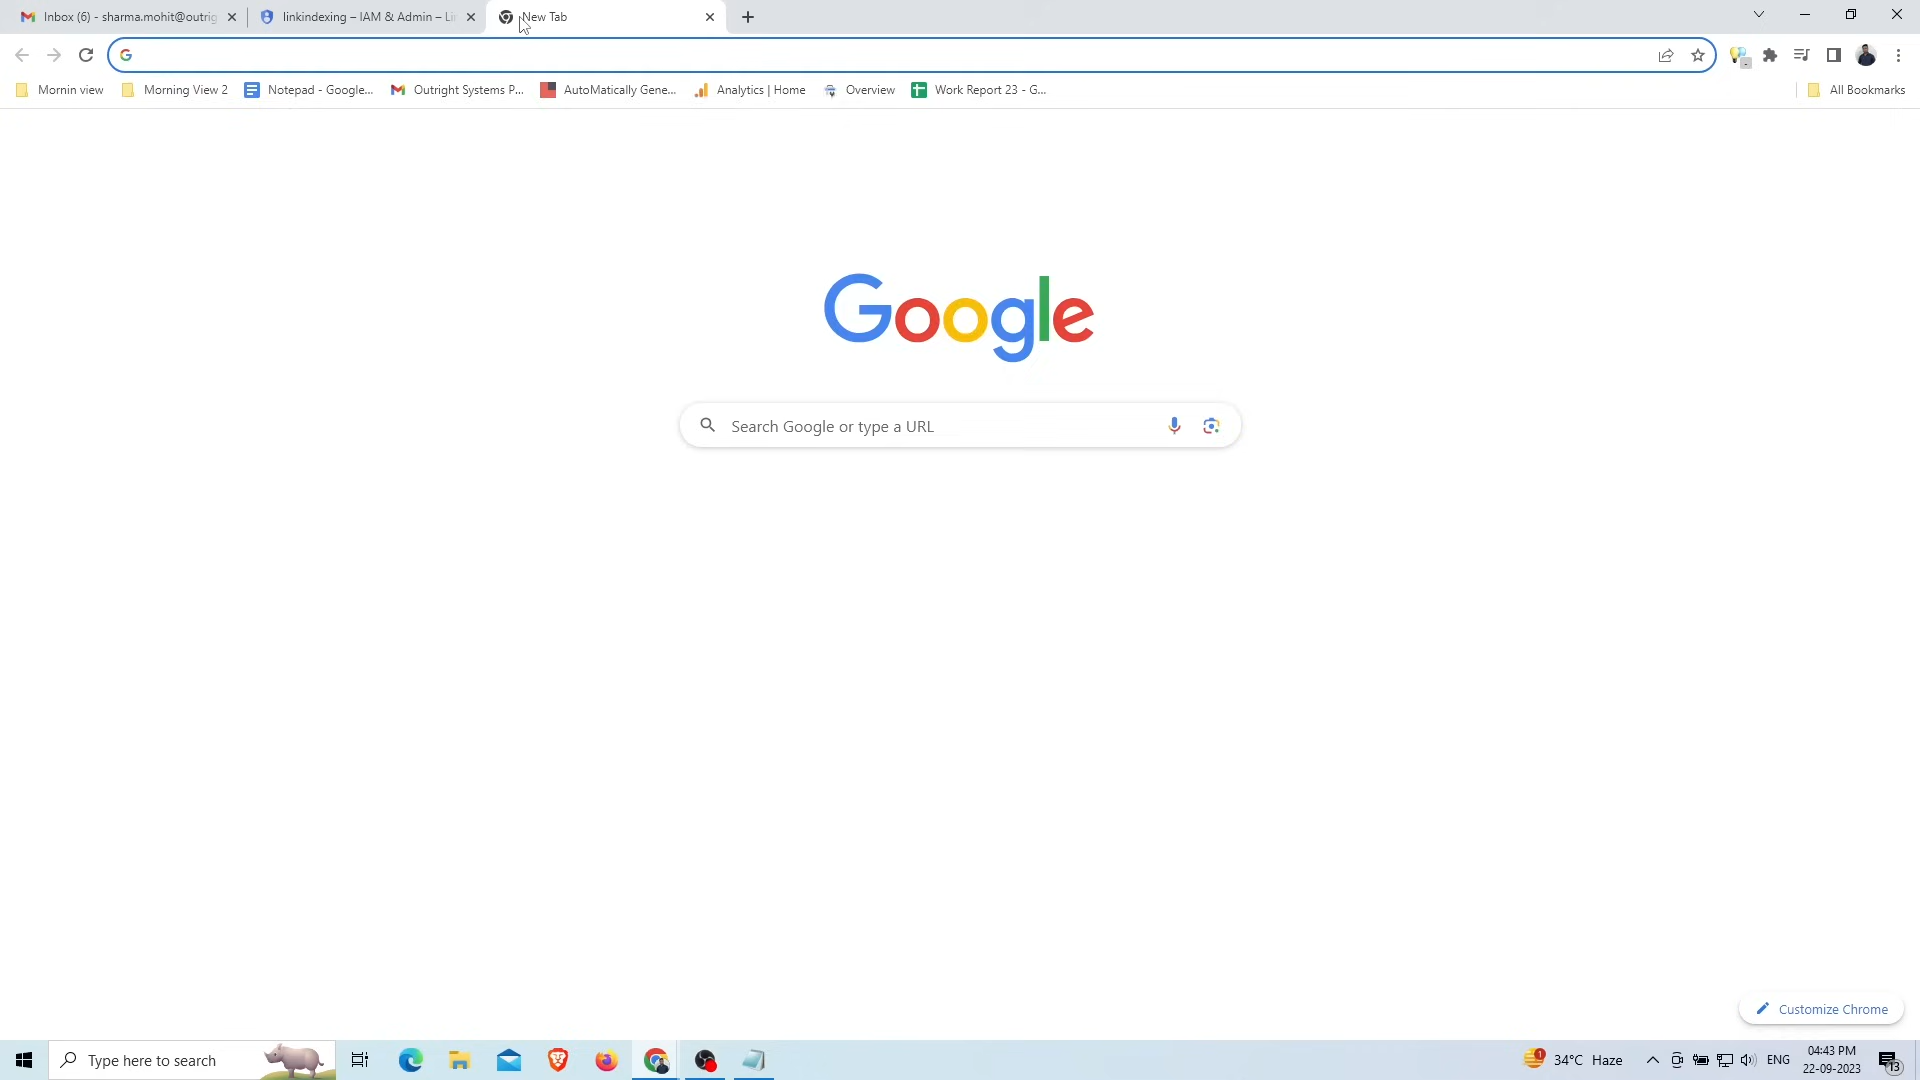 Inbox (6) - sharma.mohit@outrig
linkindexing – IAM & Admin – Li
New Tab
Mornin view
Morning View 2
Notepad - Google...
Outright Systems P...
AutoMatically Gene...
Analytics | Home
Overview
Work Report 23 - G...
All Bookmarks
Google
Search Google or type a URL
Customize Chrome
Type here to search
34°C Haze
ENG
04:43 PM
22-09-2023
13